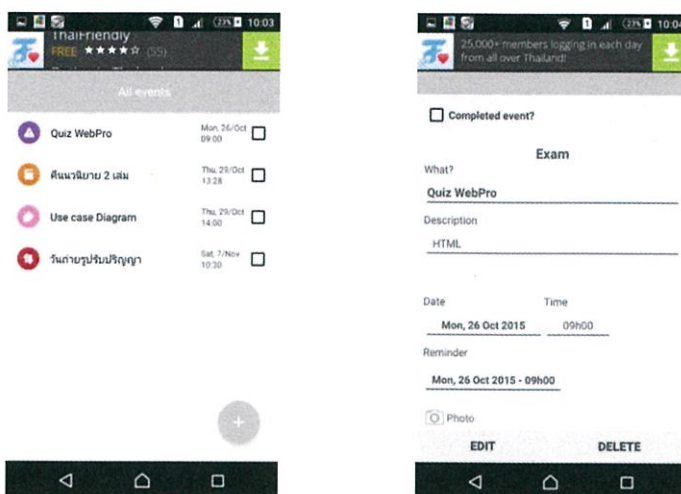 10:03
ThaiFriendly
FREE ★★★★☆ (55)
All events
Quiz WebPro
Mon, 26/Oct
09:00
คืนนวนิยาย 2 เล่ม
Thu, 29/Oct
13:28
Use case Diagram
Thu, 29/Oct
14:00
วันถ่ายรูปรับปริญญา
Sat, 7/Nov
10:30
+
23% 10:04
25,000+ members logging in each day
from all over Thailand!
Completed event?
Exam
What?
Quiz WebPro
Description
HTML
Date Time
Mon, 26 Oct 2015 09h00
Reminder
Mon, 26 Oct 2015 - 09h00
Photo
EDIT DELETE